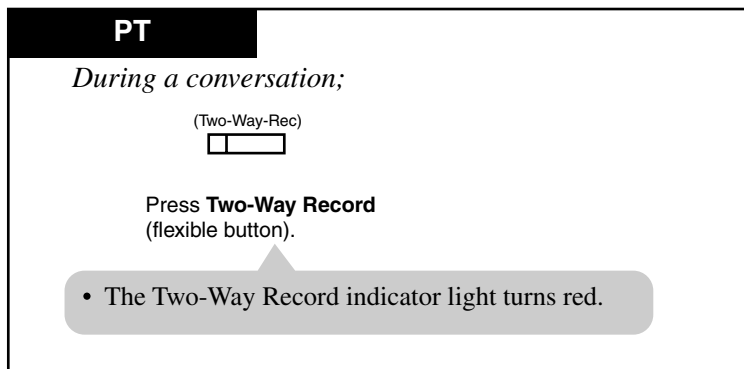 PT
During a conversation;
(Two-Way-Rec)
Press Two-Way Record
(flexible button).
• The Two-Way Record indicator light turns red.